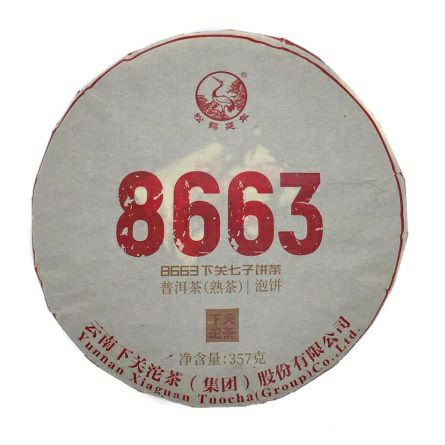 ®
松鹤延年
8663
8663下关七子饼茶
普洱茶(熟茶)|泡饼
下关
沱茶
净含量:357克
云南下关沱茶(集团)股份有限公司
Yunnan Xiaguan Tuocha(Group)Co.,Ltd.